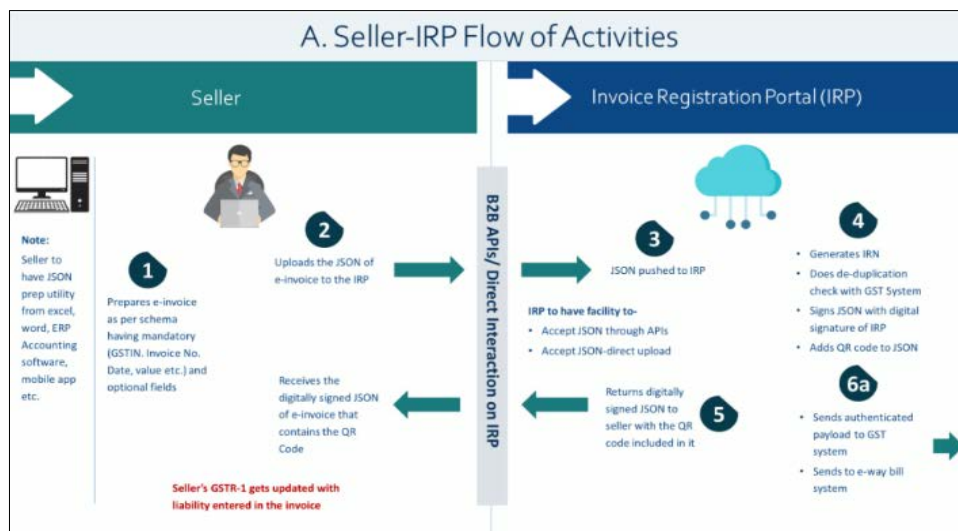 A. Seller-IRP Flow of Activities
Seller
Invoice Registration Portal (IRP)
Note:
Seller to
have JSON
prep utility
from excel,
word, ERP
Accounting
software,
mobile app
etc.
1
Prepares e-invoice
as per schema
having mandatory
(GSTIN. Invoice No.
Date, value etc.) and
optional fields
2
Uploads the JSON of
e-invoice to the IRP
Receives the
digitally signed JSON
of e-invoice that
contains the QR
Code
Seller's GSTR-1 gets updated with
liability entered in the invoice
B2B APIs/ Direct Interaction on IRP
3
JSON pushed to IRP
IRP to have facility to-
• Accept JSON through APIs
• Accept JSON-direct upload
4
• Generates IRN
• Does de-duplication
check with GST System
• Signs JSON with digital
signature of IRP
• Adds QR code to JSON
Returns digitally
signed JSON to
seller with the QR
code included in it
5
6a
• Sends authenticated
payload to GST
system
• Sends to e-way bill
system